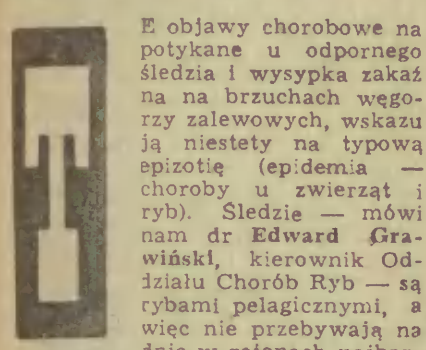 E objawy chorobowe na
potykane u odpornego
śledzia i wysypka zakaź
na na brzuchach węgo-
rzy zalewowych, wskazu
ją niestety na typową
epizotię (epidemia —
choroby u zwierząt i
ryb). Śledzie — mówi
nam dr Edward Gra-
wiński, kierownik Od-
działu Chorób Ryb — są
rybami pelagicznymi, a
więc nie przebywają na
dnie w rejonach